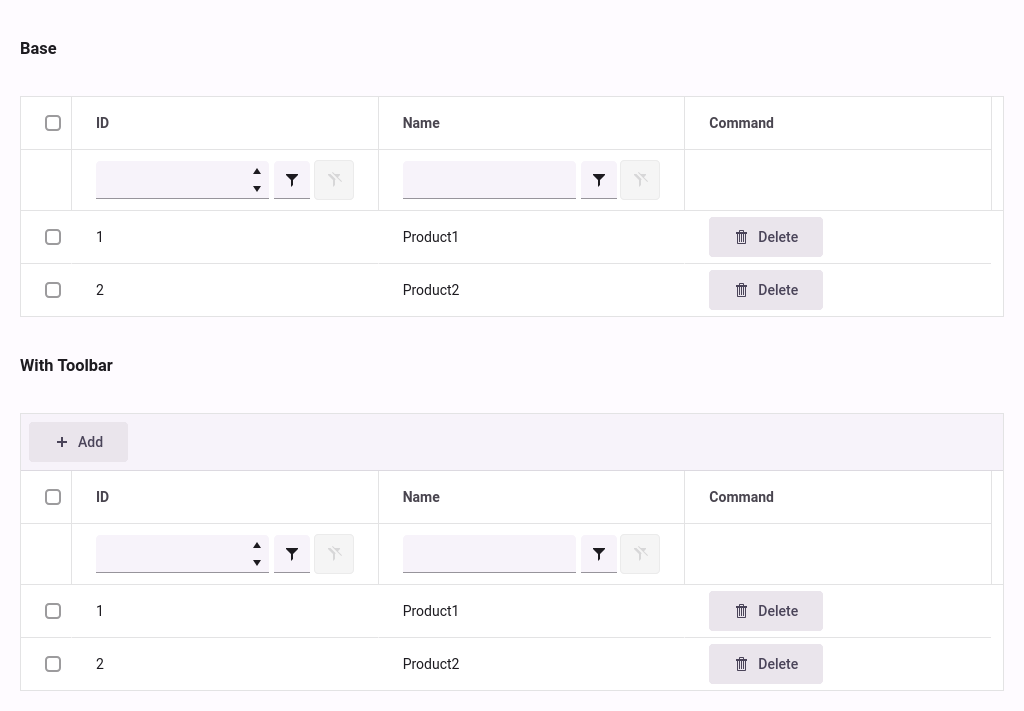 Base
ID Name Command
1 Product1 Delete
2 Product2 Delete
With Toolbar
Add
ID Name Command
1 Product1 Delete
2 Product2 Delete